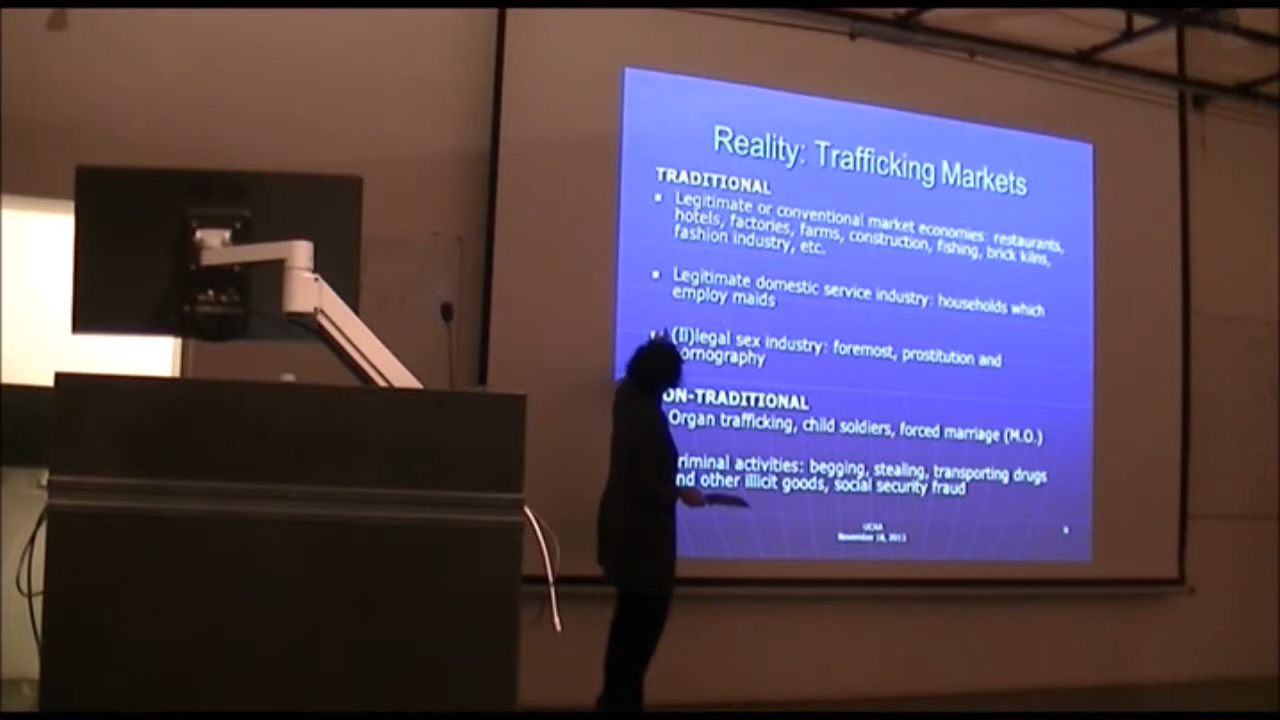 Reality: Trafficking Markets
TRADITIONAL
Legitimate or conventional market economies: restaurants,
hotels, factories, farms, construction, fishing, brick kilns,
fashion industry, etc.
Legitimate domestic service industry: households which
employ maids
(Il)legal sex industry: foremost, prostitution and
ornography
ON-TRADITIONAL
Organ trafficking, child soldiers, forced marriage (M.O.)
riminal activities: begging, stealing, transporting drugs
nd other illicit goods, social security fraud
November 18, 2013